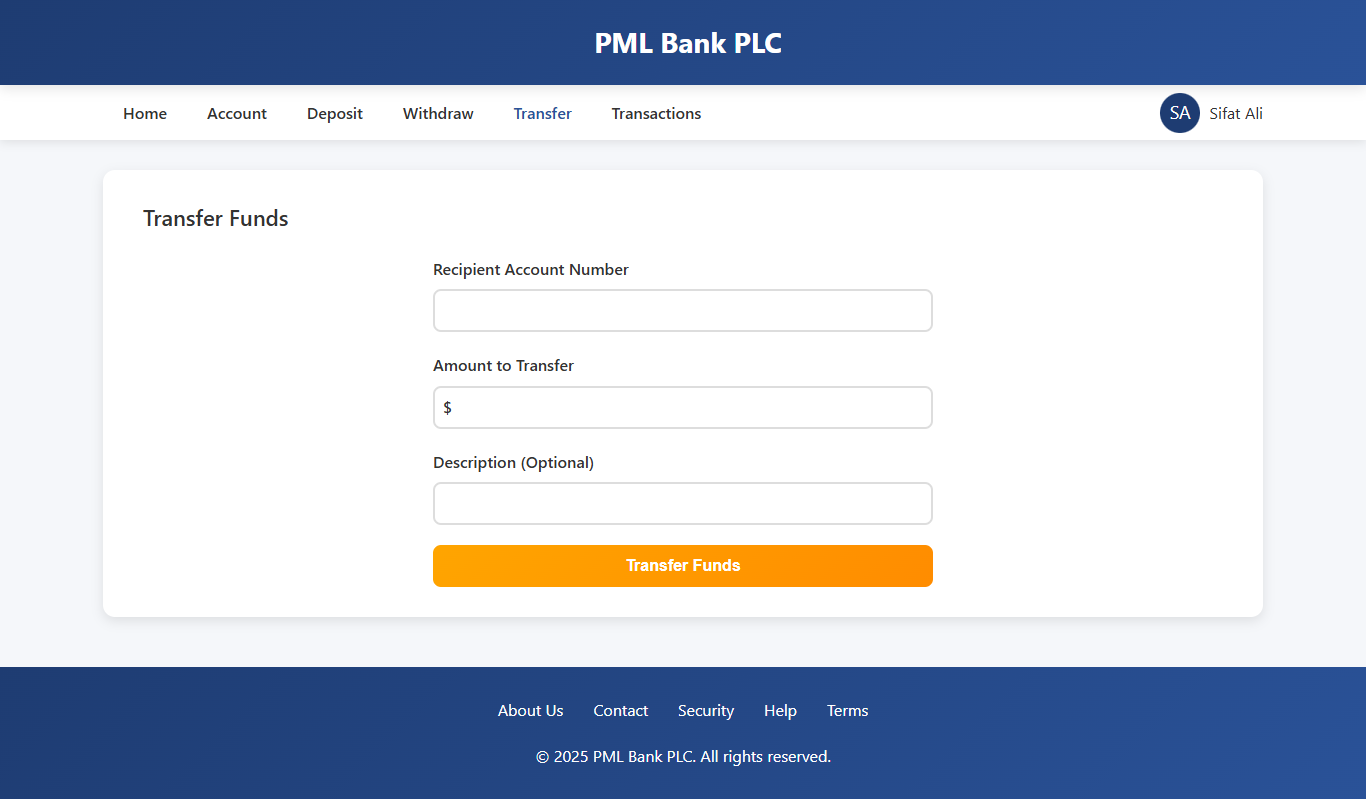 PML Bank PLC
Home Account Deposit Withdraw Transfer Transactions SA Sifat Ali
Transfer Funds
Recipient Account Number
Amount to Transfer
$
Description (Optional)
Transfer Funds
About Us Contact Security Help Terms
© 2025 PML Bank PLC. All rights reserved.